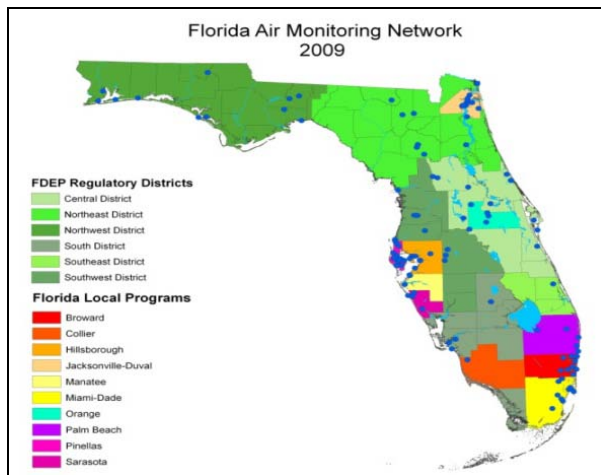 Florida Air Monitoring Network
2009
FDEP Regulatory Districts
Central District
Northeast District
Northwest District
South District
Southeast District
Southwest District
Florida Local Programs
Broward
Collier
Hillsborough
Jacksonville-Duval
Manatee
Miami-Dade
Orange
Palm Beach
Pinellas
Sarasota